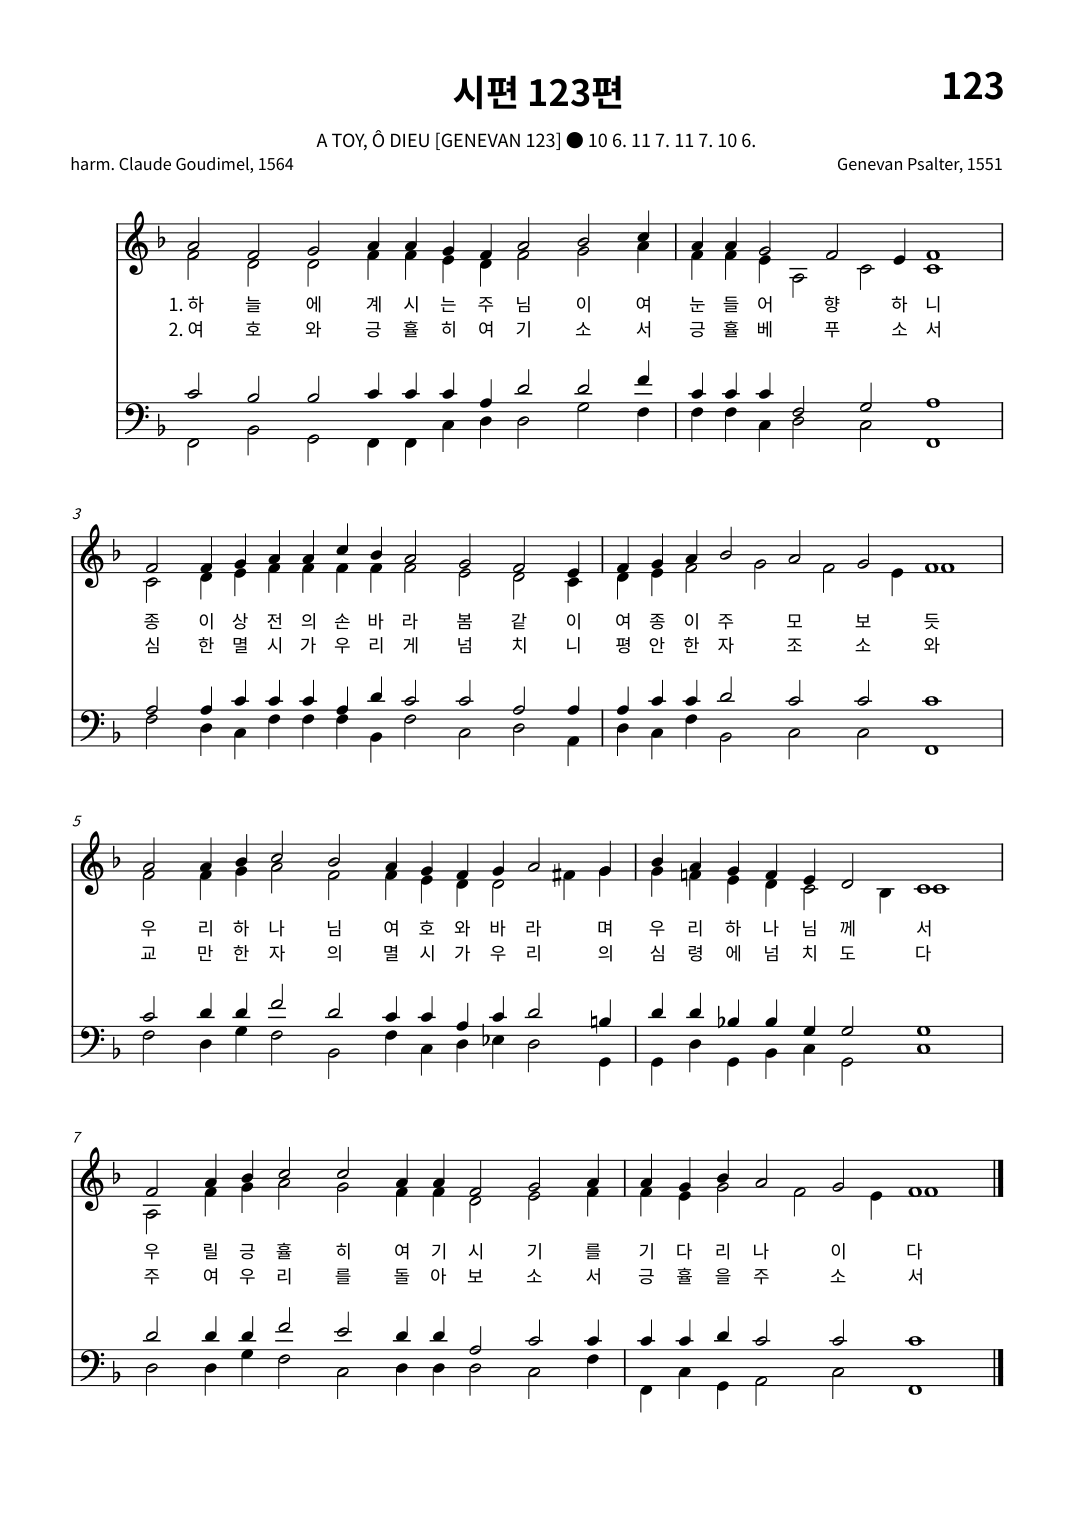 시편 123편
123
A TOY, Ô DIEU [GENEVAN 123] ● 10 6. 11 7. 11 7. 10 6.
harm. Claude Goudimel, 1564
Genevan Psalter, 1551
1. 하 늘 에 계 시 는 주 님 이 여 눈 들 어 향 하 니
2. 여 호 와 긍 휼 히 여 기 소 서 긍 휼 베 푸 소 서
3
종 이 상 전 의 손 바 라 봄 같 이 여 종 이 주 모 보 듯
심 한 멸 시 가 우 리 게 넘 치 니 평 안 한 자 조 소 와
5
우 리 하 나 님 여 호 와 바 라 며 우 리 하 나 님 께 서
교 만 한 자 의 멸 시 가 우 리 의 심 령 에 넘 치 도 다
7
우 릴 긍 휼 히 여 기 시 기 를 기 다 리 나 이 다
주 여 우 리 를 돌 아 보 소 서 긍 휼 을 주 소 서